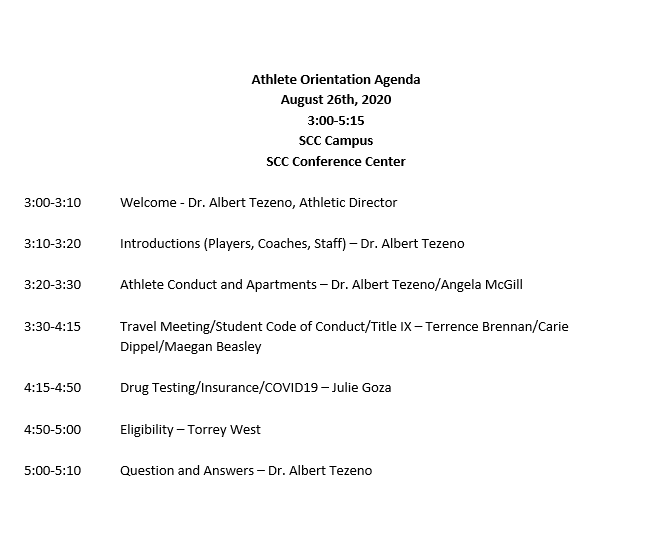 Athlete Orientation Agenda
August 26th, 2020
3:00-5:15
SCC Campus
SCC Conference Center
3:00-3:10 Welcome - Dr. Albert Tezeno, Athletic Director
3:10-3:20 Introductions (Players, Coaches, Staff) – Dr. Albert Tezeno
3:20-3:30 Athlete Conduct and Apartments – Dr. Albert Tezeno/Angela McGill
3:30-4:15 Travel Meeting/Student Code of Conduct/Title IX – Terrence Brennan/Carie
Dippel/Maegan Beasley
4:15-4:50 Drug Testing/Insurance/COVID19 – Julie Goza
4:50-5:00 Eligibility – Torrey West
5:00-5:10 Question and Answers – Dr. Albert Tezeno